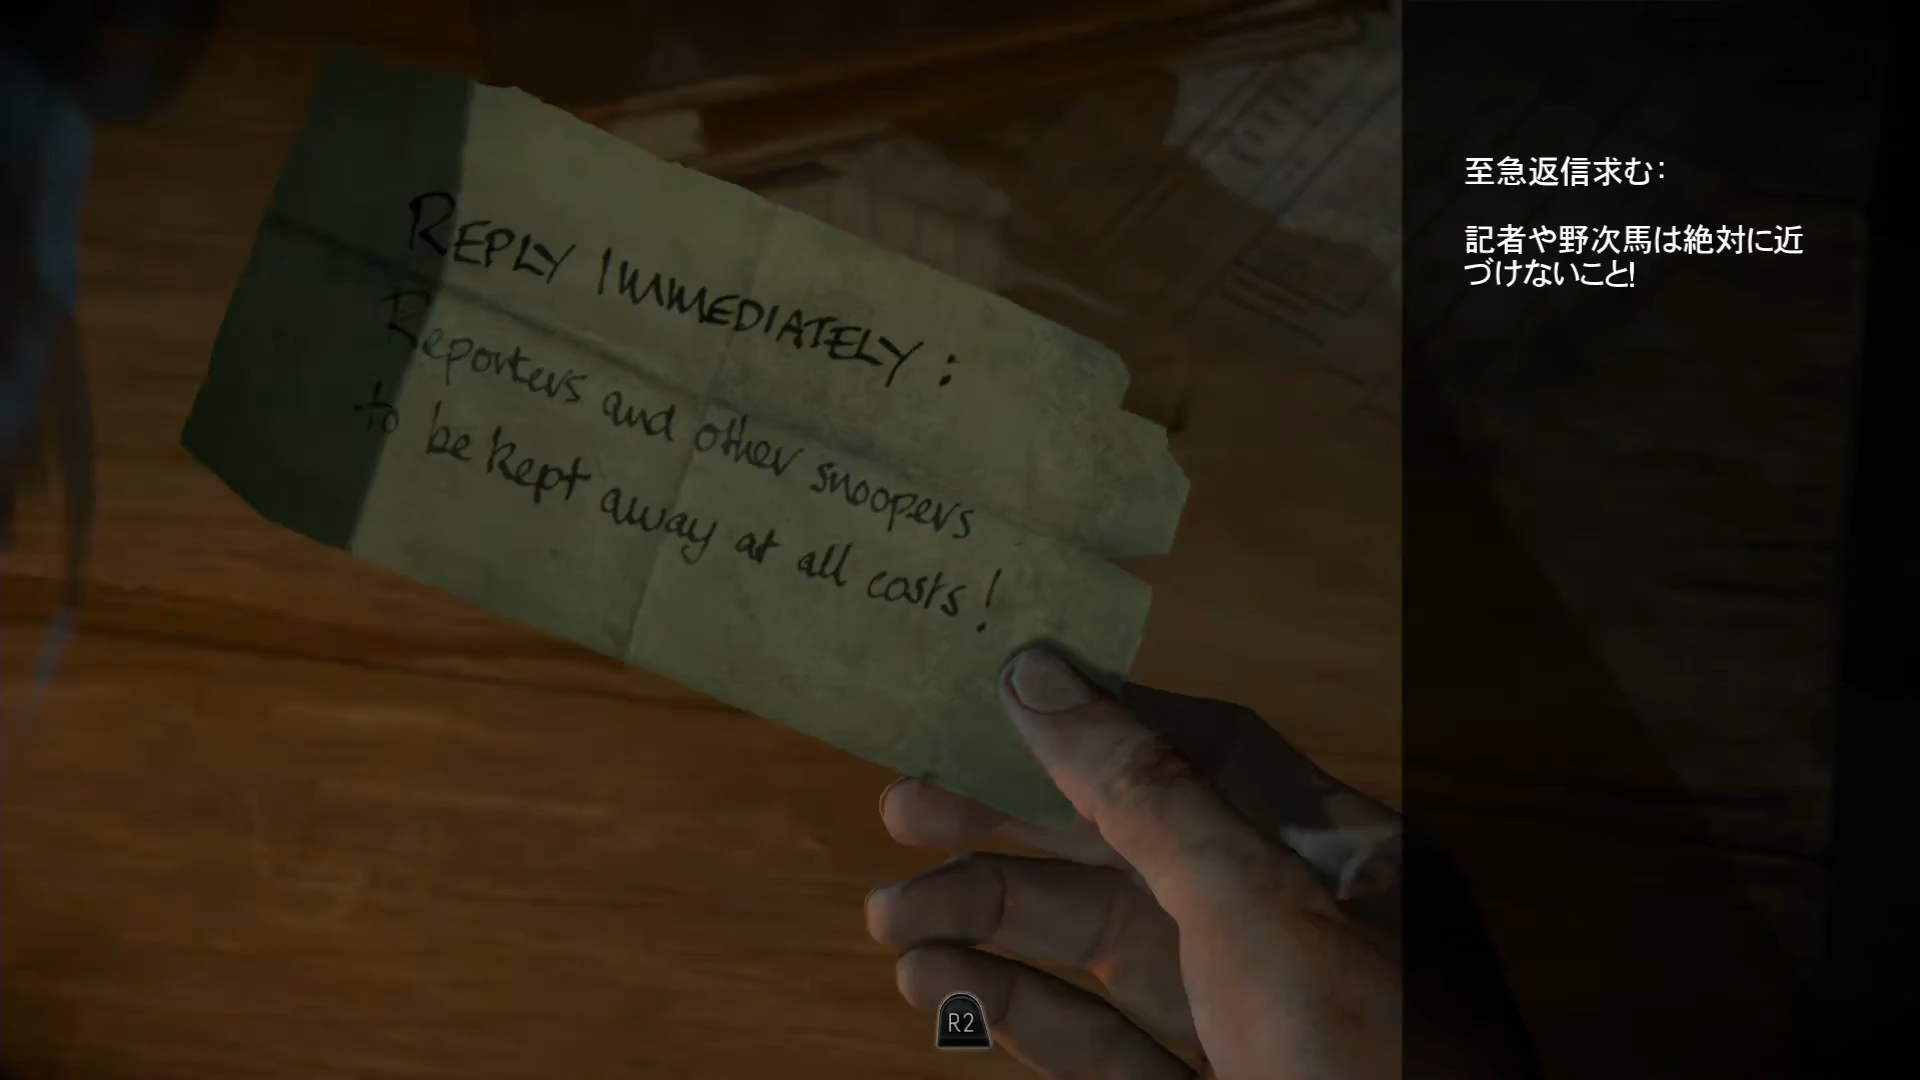 REPLY IMMEDIATELY:
Reporters and other snoopers
to be kept away at all costs!
至急返信求む:
記者や野次馬は絶対に近
づけないこと!
R2